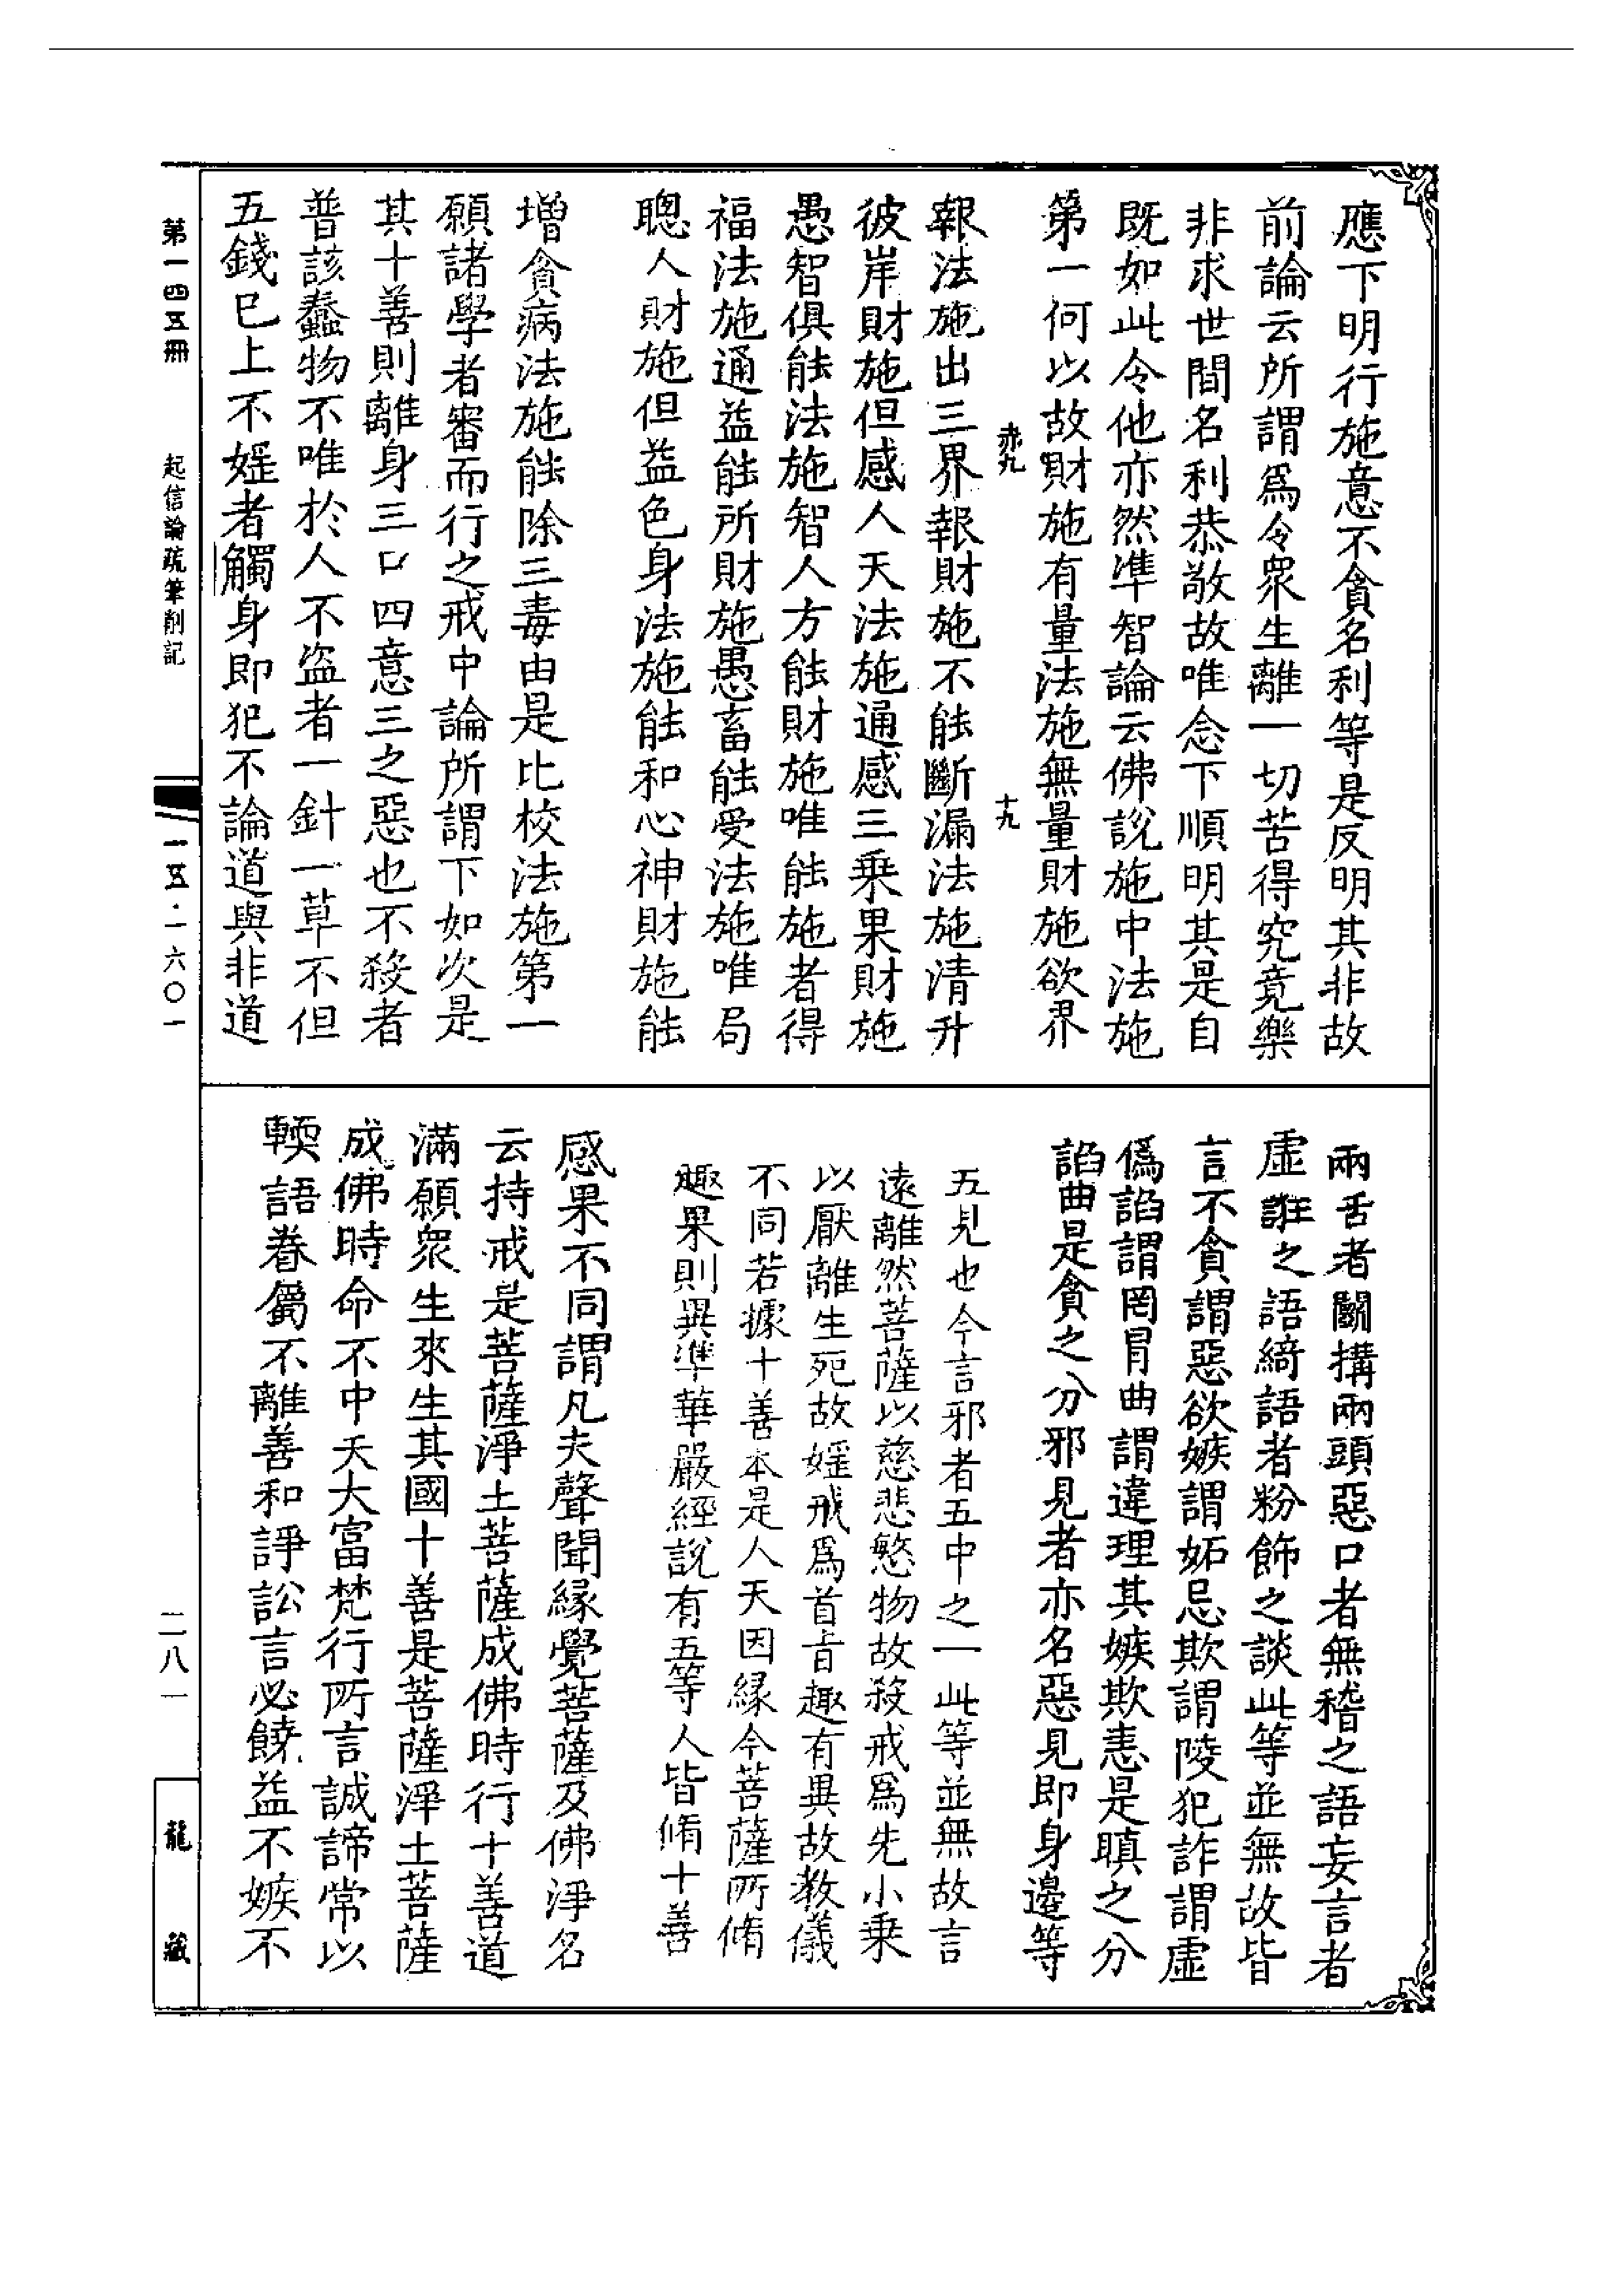 應下明行施意不貪名利等是反明其非故
前論云所謂爲令眾生離一切苦得究竟樂
非求世間名利恭敬故唯念下順明其是自
既如此令他亦然準智論云佛說施中法施
第一何以故財施有量法施無量財施欲界
赤九
十九
報法施出三界報財施不能斷漏法施清升
彼岸財施但感人天法施通感三乘果財施
愚智俱能法施智人方能財施唯能施者得
福法施通益能所財施愚畜能受法施唯局
聰人財施但益色身法施能和心神財施能
增貪病法施能除三毒由是比校法施第一
願諸學者審而行之戒中論所謂下如次是
其十善則離身三口四意三之惡也不殺者
普該蠢物不唯於人不盜者一針一草不但
五錢已上不婬者觸身即犯不論道與非道
兩舌者鬭搆兩頭惡口者無稽之語妄言者
虛誑之語綺語者粉飾之談此等並無故皆
言不貪謂惡欲嫉謂妬忌欺謂陵犯詐謂虛
僞諂謂罔冐曲謂違理其嫉欺恚是瞋之分
諂曲是貪之分邪見者亦名惡見即身邊等
五見也今言邪者五中之一此等並無故言
遠離然菩薩以慈悲愍物故殺戒爲先小乘
以厭離生死故婬戒爲首㫖趣有異故教儀
不同若據十善本是人天因緣今菩薩所脩
趣果則異準華嚴經說有五等人皆脩十善
感果不同謂凡夫聲聞緣覺菩薩及佛淨名
云持戒是菩薩淨土菩薩成佛時行十善道
滿願眾生來生其國十善是菩薩淨土菩薩
成佛時命不中夭大富梵行所言誠諦常以
輭語眷屬不離善和諍訟言必饒益不嫉不
第一四五冊
起信論疏筆削記
一五·一六〇一
二八一
龍藏